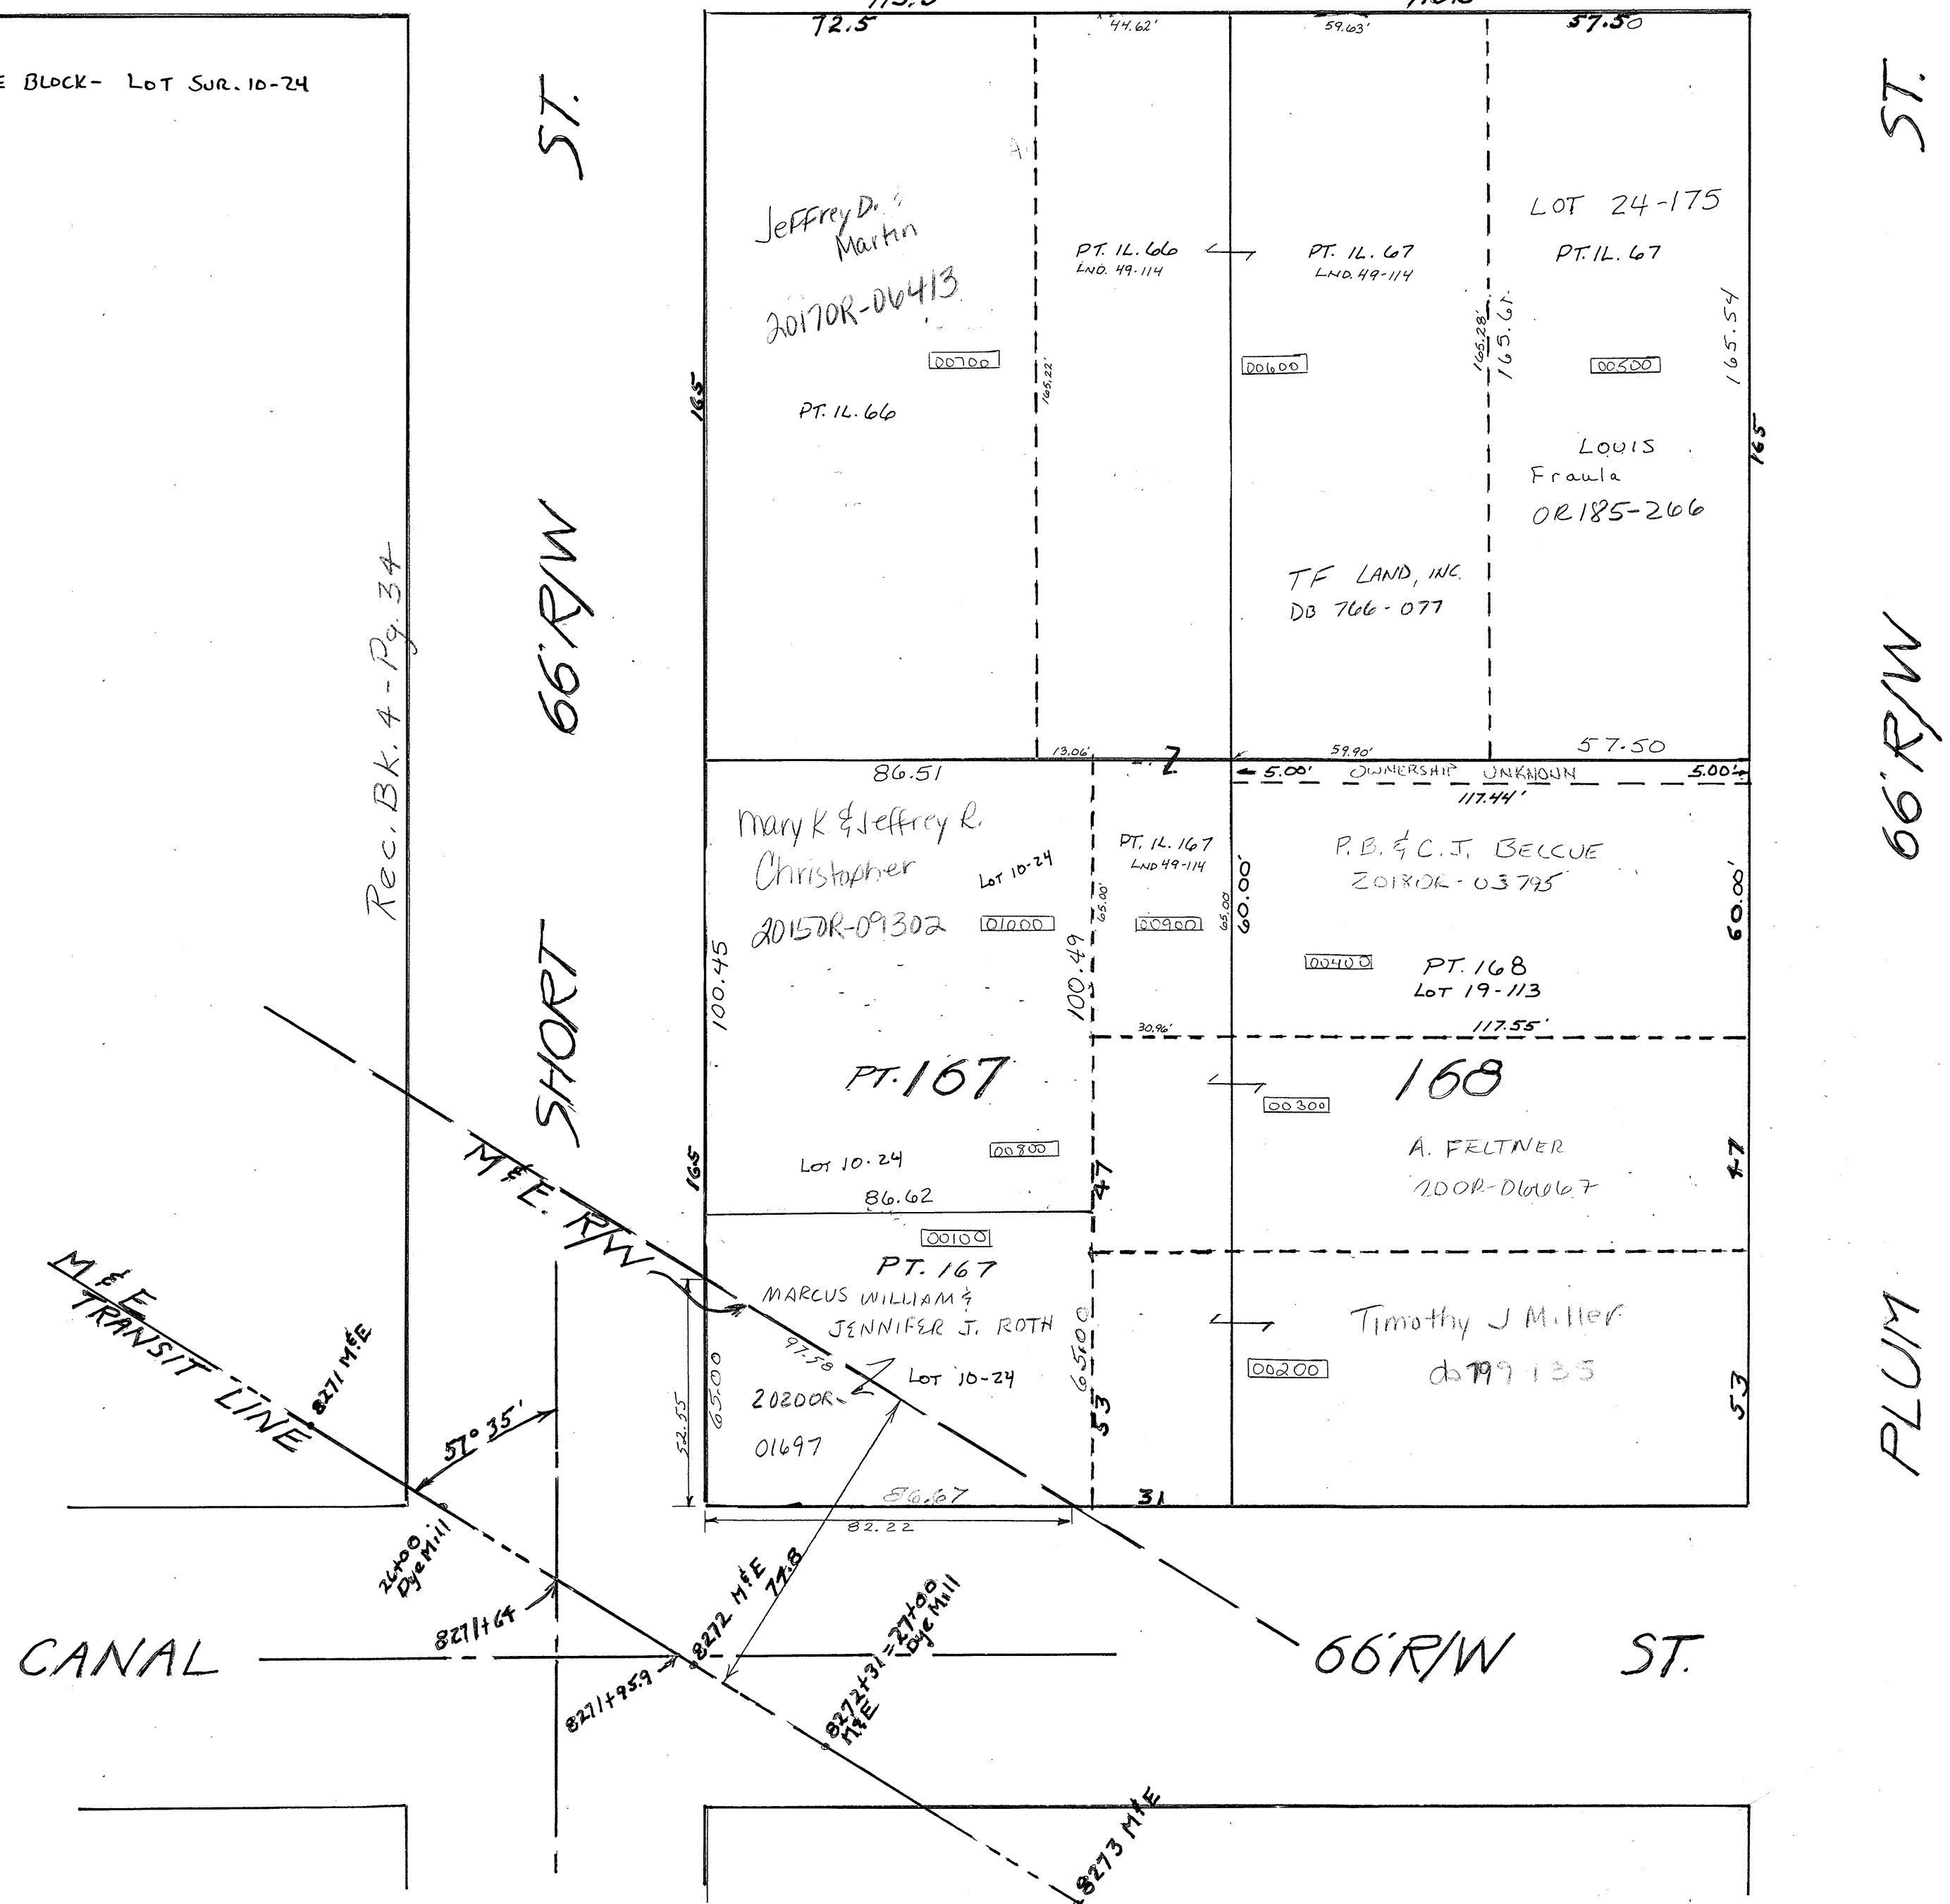 72.5
44.62'
59.63'
57.50
E BLOCK- LOT SUR. 10-24
ST.
ST.
Jeffrey D.
Martin
20170R-06413
00700
PT. IL. 66
165
165.22'
PT. IL. 66
LND. 49-114
PT. IL. 67
LND. 49-114
00600
165.28'
165.61
LOT 24-175
PT. IL. 67
165.54
00500
Louis
Fraula
OR185-266
165
TF LAND, INC.
DB 766-077
66' R/W
66' R/W
Rec. Bk. 4 - Pg. 34
13.06'
59.90'
57.50
86.51
5.00'
OWNERSHIP UNKNOWN
5.00'
117.44'
Mary K & Jeffrey R.
Christopher
LOT 10-24
20150R-09302
01000
PT. IL. 167
LND 49-114
65.00'
00900
65.00
60.00'
P.B. & C.J. BECCUE
20180R-03795
60.00'
00400
PT. 168
LOT 19-113
100.45
100.49
30.96'
117.55'
SHORT
PT. 167
168
00300
LOT 10-24
00800
86.62
165
47
A. FELTNER
47
M&E. R/W
00100
PT. 167
MARCUS WILLIAM &
JENNIFER J. ROTH
97.58
LOT 10-24
20200R-
01697
65.00
52.55
65.00
53
Timothy J Miller
00200
db 799 135
53
PLUM
M & E
TRANSIT LINE
8271 M&E
57° 35'
86.67
31
82.22
26+00
Dye Mill
8271+64
8272 M&E
77.8
8271+95.9
8272+31=27+00
M&E Dye Mill
CANAL
66' R/W
ST.
8273 M&E